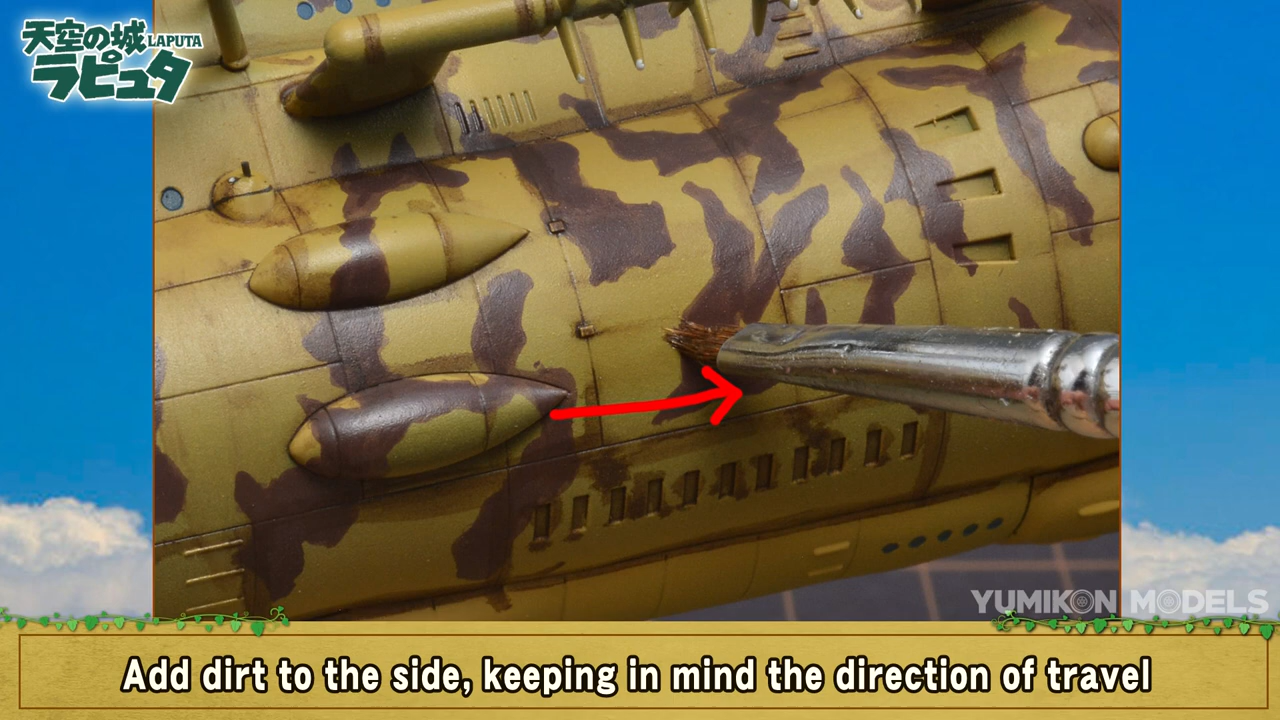 天空の城
LAPUTA
ラピュタ
YUMIKON MODELS
Add dirt to the side, keeping in mind the direction of travel